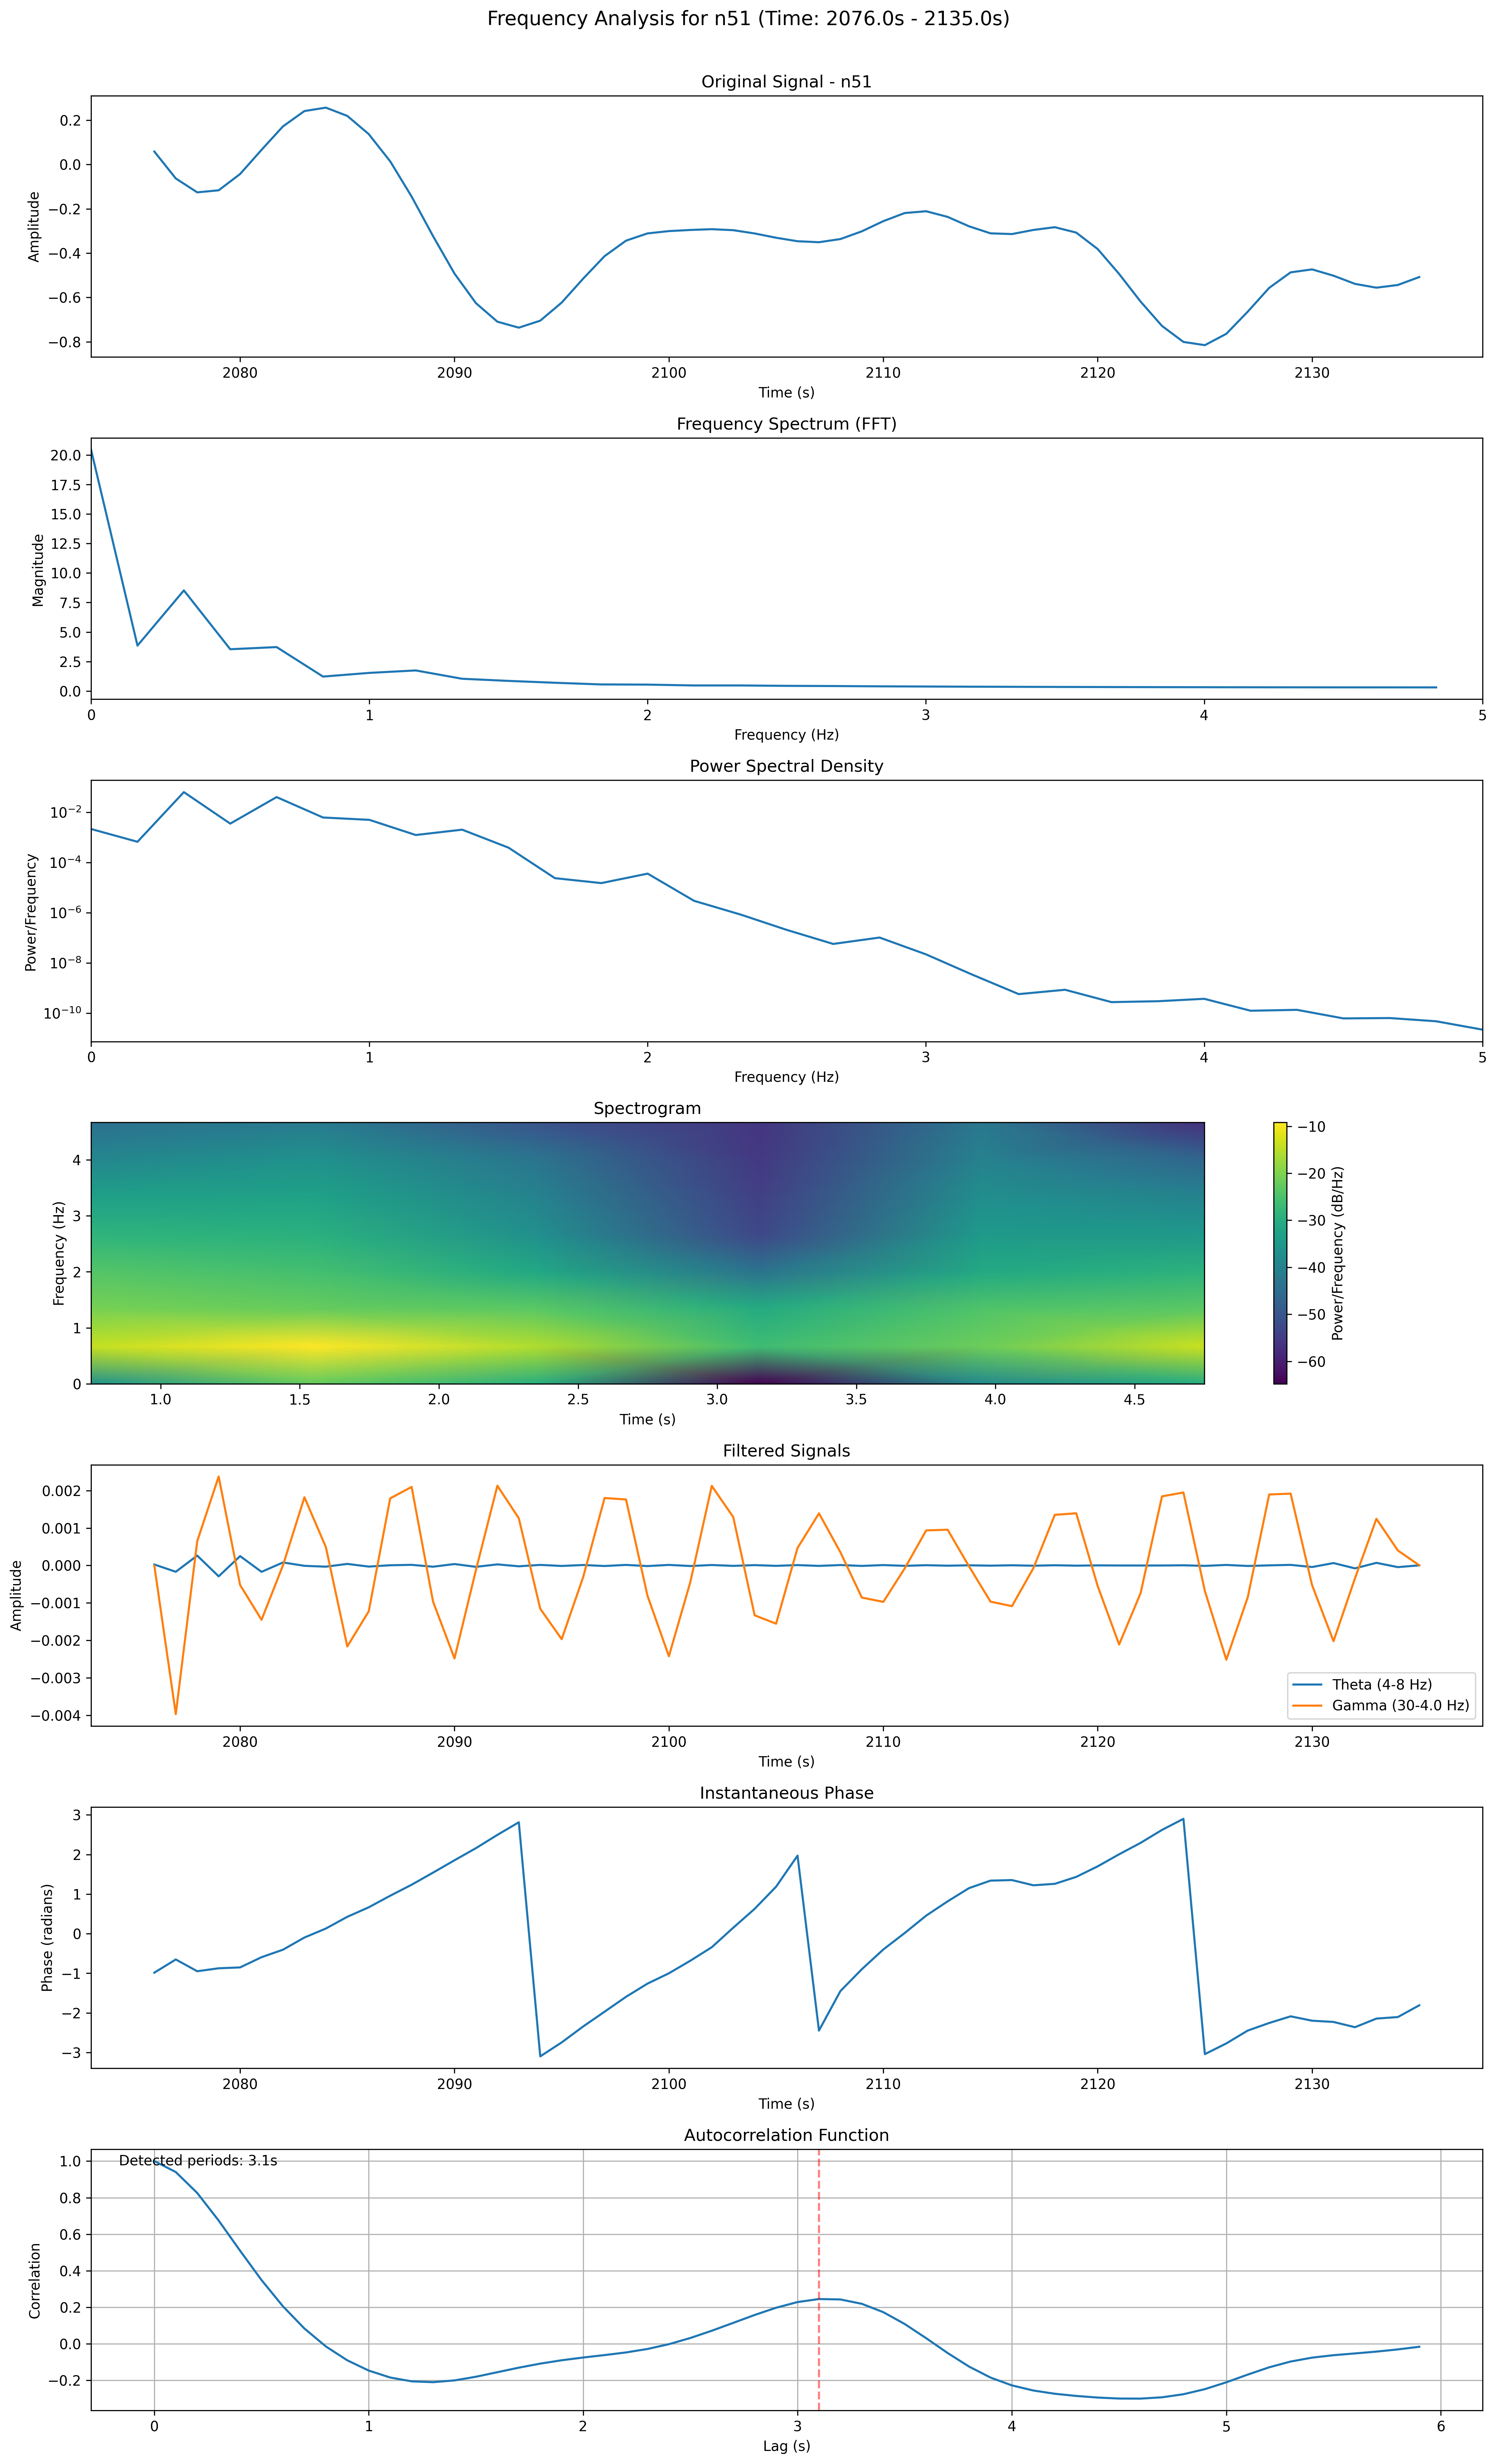 Frequency Analysis for n51 (Time: 2076.0s - 2135.0s)
Original Signal - n51
Amplitude
0.2
0.0
−0.2
−0.4
−0.6
−0.8
2080 2090 2100 2110 2120 2130
Time (s)
Frequency Spectrum (FFT)
Magnitude
20.0
17.5
15.0
12.5
10.0
7.5
5.0
2.5
0.0
0 1 2 3 4 5
Frequency (Hz)
Power Spectral Density
Power/Frequency
10⁻²
10⁻⁴
10⁻⁶
10⁻⁸
10⁻¹⁰
0 1 2 3 4 5
Frequency (Hz)
Spectrogram
Frequency (Hz)
4
3
2
1
0
1.0 1.5 2.0 2.5 3.0 3.5 4.0 4.5
Time (s)
−10
−20
−30
−40
−50
−60
Power/Frequency (dB/Hz)
Filtered Signals
Amplitude
0.002
0.001
0.000
−0.001
−0.002
−0.003
−0.004
Theta (4-8 Hz)
Gamma (30-4.0 Hz)
2080 2090 2100 2110 2120 2130
Time (s)
Instantaneous Phase
Phase (radians)
3
2
1
0
−1
−2
−3
2080 2090 2100 2110 2120 2130
Time (s)
Autocorrelation Function
Detected periods: 3.1s
Correlation
1.0
0.8
0.6
0.4
0.2
0.0
−0.2
0 1 2 3 4 5 6
Lag (s)